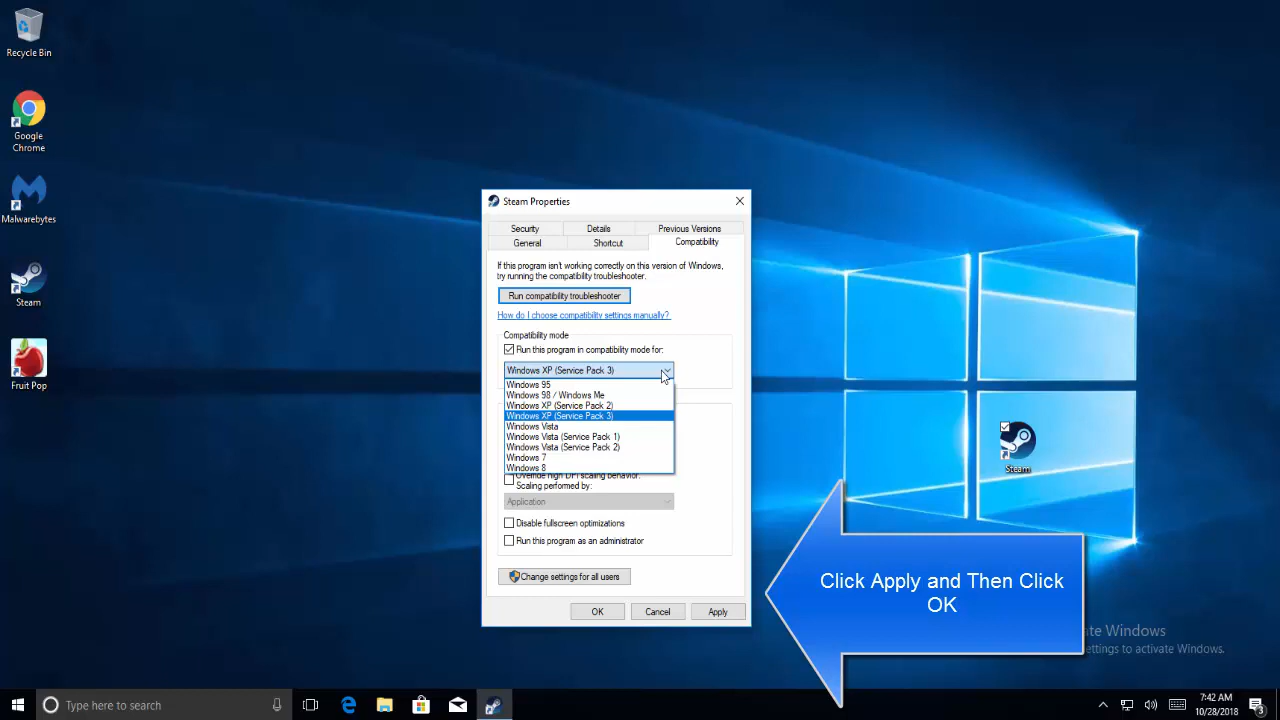 Recycle Bin
Google
Chrome
Malwarebytes
Steam
Fruit Pop
Steam Properties
Security
Details
Previous Versions
General
Shortcut
Compatibility
If this program isn't working correctly on this version of Windows,
try running the compatibility troubleshooter.
Run compatibility troubleshooter
How do I choose compatibility settings manually?
Compatibility mode
Run this program in compatibility mode for:
Windows XP (Service Pack 3)
Windows 95
Windows 98 / Windows Me
Windows XP (Service Pack 2)
Windows XP (Service Pack 3)
Windows Vista
Windows Vista (Service Pack 1)
Windows Vista (Service Pack 2)
Windows 7
Windows 8
Override high DPI scaling behavior.
Scaling performed by:
Application
Disable fullscreen optimizations
Run this program as an administrator
Change settings for all users
OK
Cancel
Apply
Steam
Click Apply and Then Click
OK
te Windows
ettings to activate Windows.
Type here to search
7:42 AM
10/28/2018
3